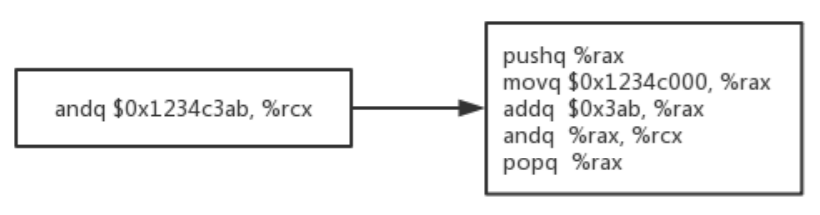 andq $0x1234c3ab, %rcx
pushq %rax
movq $0x1234c000, %rax
addq $0x3ab, %rax
andq %rax, %rcx
popq %rax